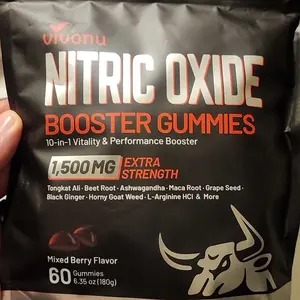 vivonu
NITRIC OXIDE
BOOSTER GUMMIES
10-in-1 Vitality & Performance Booster
1,500 MG EXTRA STRENGTH
Tongkat Ali · Beet Root · Ashwagandha · Maca Root · Grape Seed ·
Black Ginger · Horny Goat Weed · L-Arginine HCl & More
Mixed Berry Flavor
60 Gummies
6.35 oz (180g)